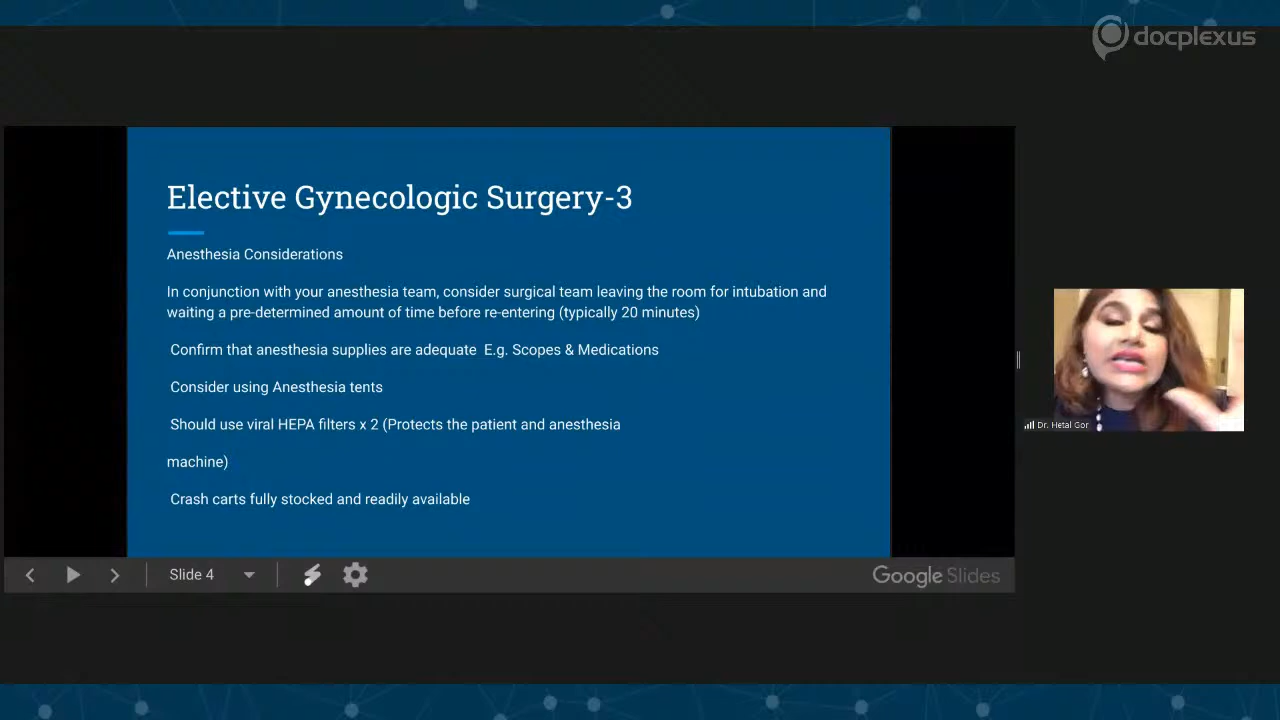 docplexus
Elective Gynecologic Surgery-3
Anesthesia Considerations
In conjunction with your anesthesia team, consider surgical team leaving the room for intubation and
waiting a pre-determined amount of time before re-entering (typically 20 minutes)
Confirm that anesthesia supplies are adequate E.g. Scopes & Medications
Consider using Anesthesia tents
Should use viral HEPA filters x 2 (Protects the patient and anesthesia
machine)
Crash carts fully stocked and readily available
Dr. Hetal Gor
Slide 4
Google Slides